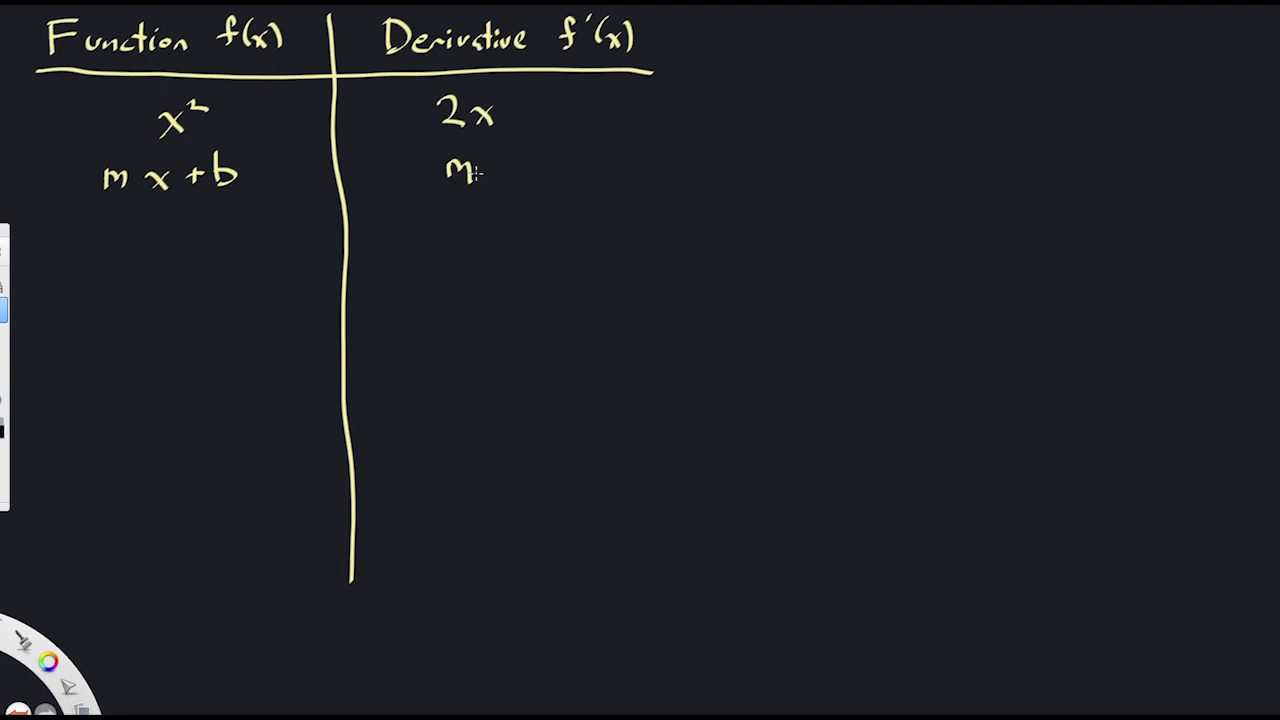 Function f(x) Derivative f'(x)
x² 2x
mx+b m